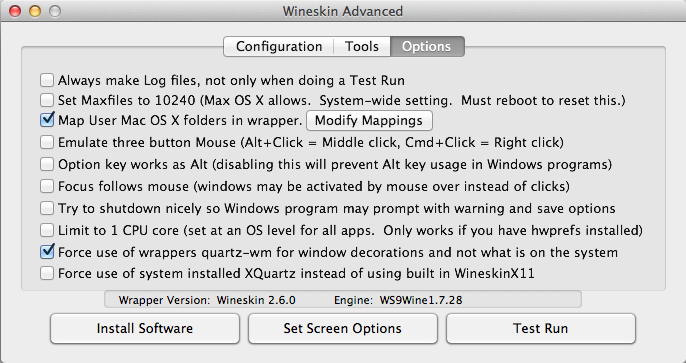 Wineskin Advanced
Configuration Tools Options
Always make Log files, not only when doing a Test Run
Set Maxfiles to 10240 (Max OS X allows. System-wide setting. Must reboot to reset this.)
Map User Mac OS X folders in wrapper. Modify Mappings
Emulate three button Mouse (Alt+Click = Middle click, Cmd+Click = Right click)
Option key works as Alt (disabling this will prevent Alt key usage in Windows programs)
Focus follows mouse (windows may be activated by mouse over instead of clicks)
Try to shutdown nicely so Windows program may prompt with warning and save options
Limit to 1 CPU core (set at an OS level for all apps. Only works if you have hwprefs installed)
Force use of wrappers quartz-wm for window decorations and not what is on the system
Force use of system installed XQuartz instead of using built in WineskinX11
Wrapper Version: Wineskin 2.6.0 Engine: WS9Wine1.7.28
Install Software Set Screen Options Test Run